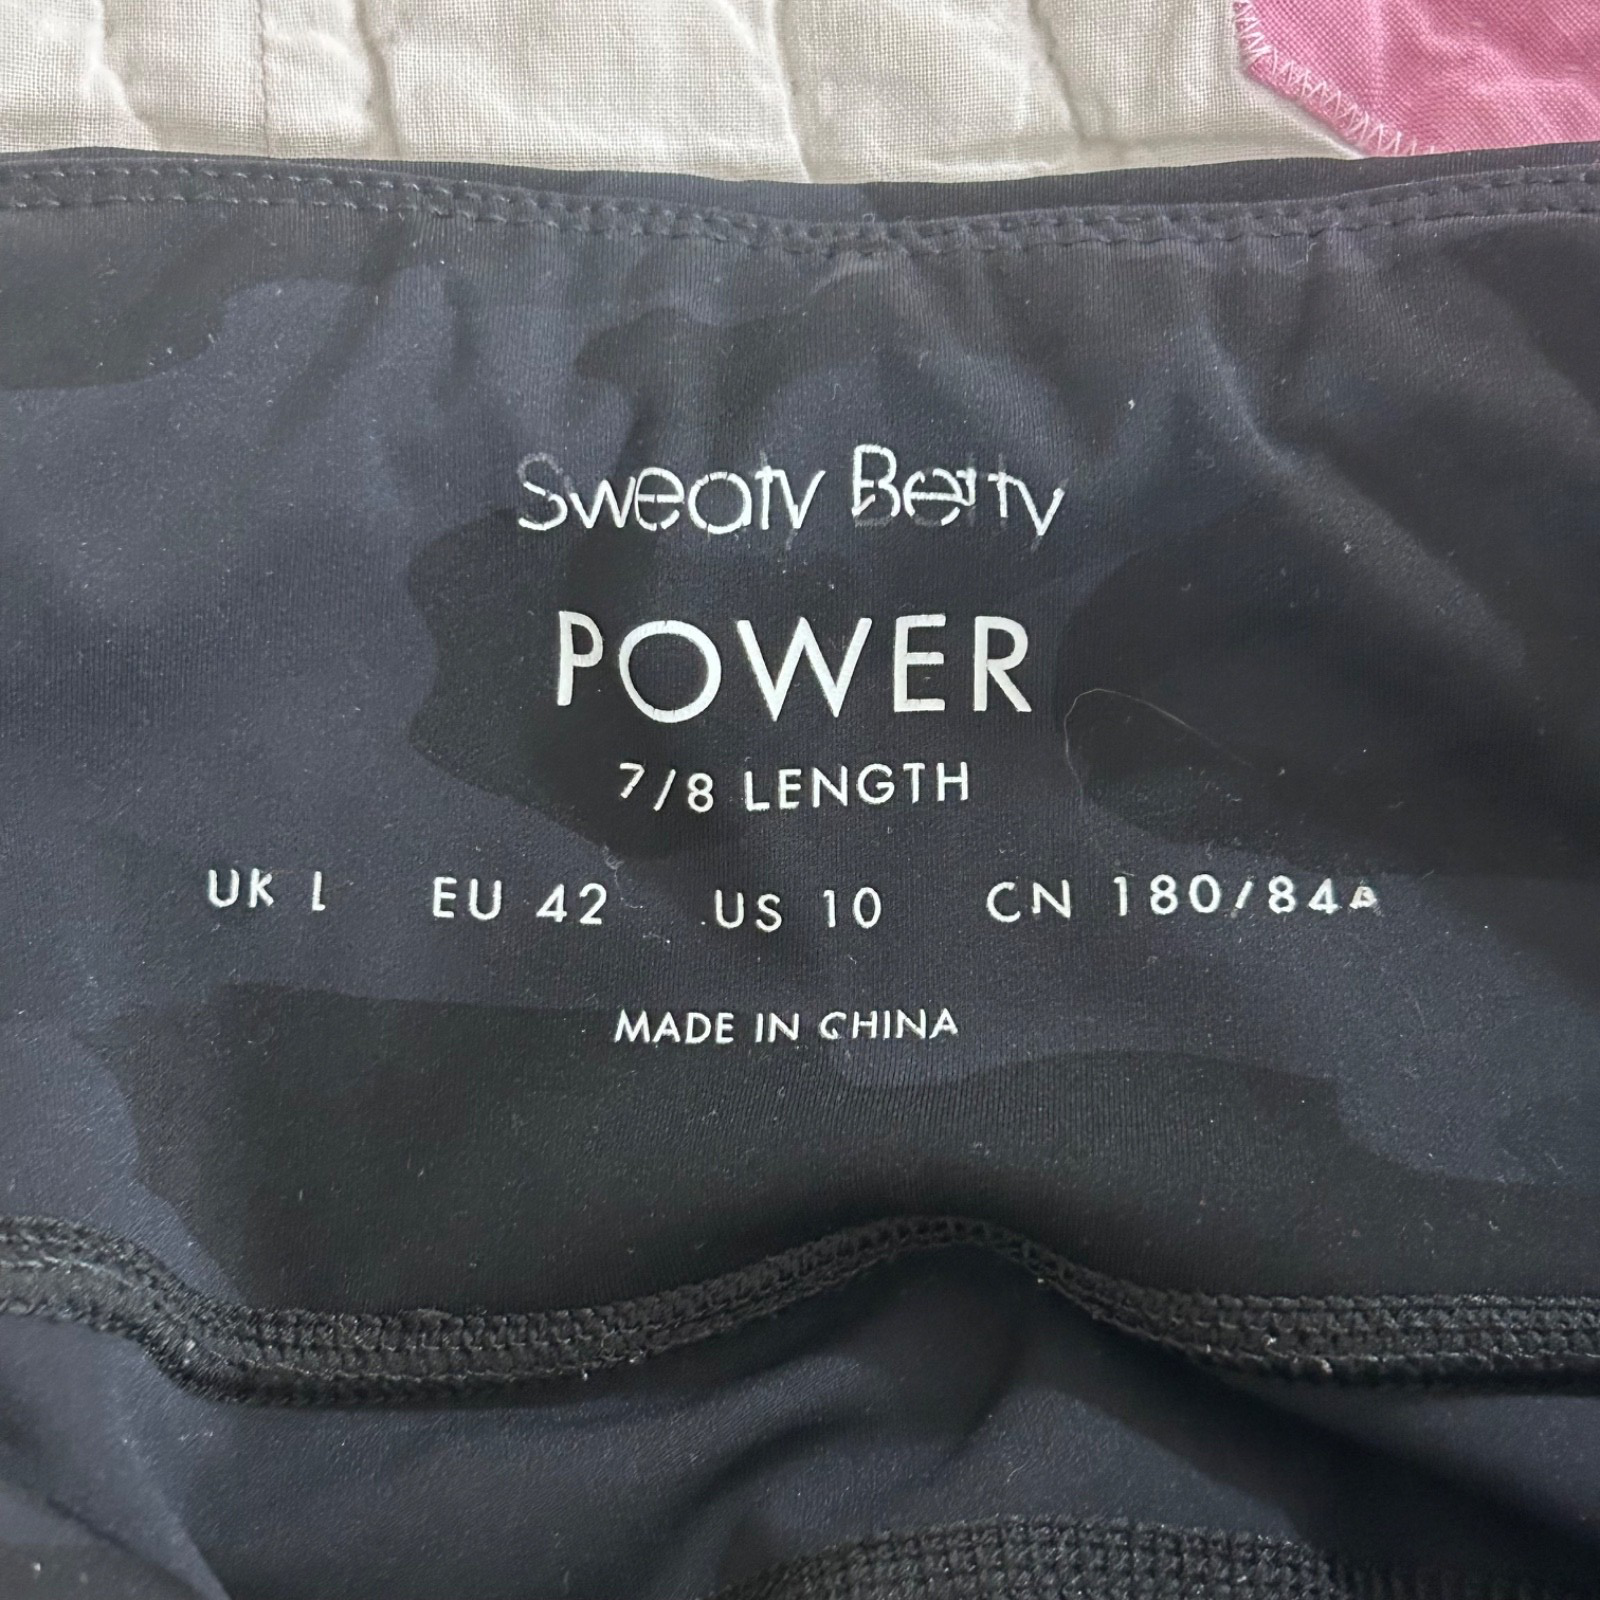 Sweaty Betty
POWER
7/8 LENGTH
UK L EU 42 US 10 CN 180/84A
MADE IN CHINA